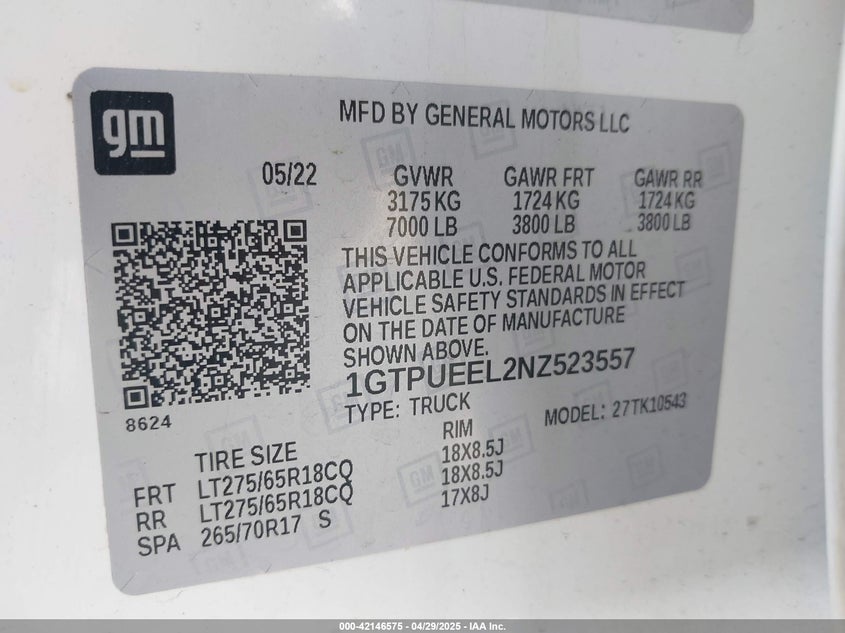 gm
MFD BY GENERAL MOTORS LLC
05/22
GVWR GAWR FRT GAWR RR
3175 KG 1724 KG 1724 KG
7000 LB 3800 LB 3800 LB
THIS VEHICLE CONFORMS TO ALL
APPLICABLE U.S. FEDERAL MOTOR
VEHICLE SAFETY STANDARDS IN EFFECT
ON THE DATE OF MANUFACTURE
SHOWN ABOVE.
1GTPUEEL2NZ523557
8624
TYPE: TRUCK MODEL: 27TK10543
TIRE SIZE RIM
FRT LT275/65R18CQ 18X8.5J
RR LT275/65R18CQ 18X8.5J
SPA 265/70R17 S 17X8J
000-42146575 - 04/29/2025 - IAA Inc.